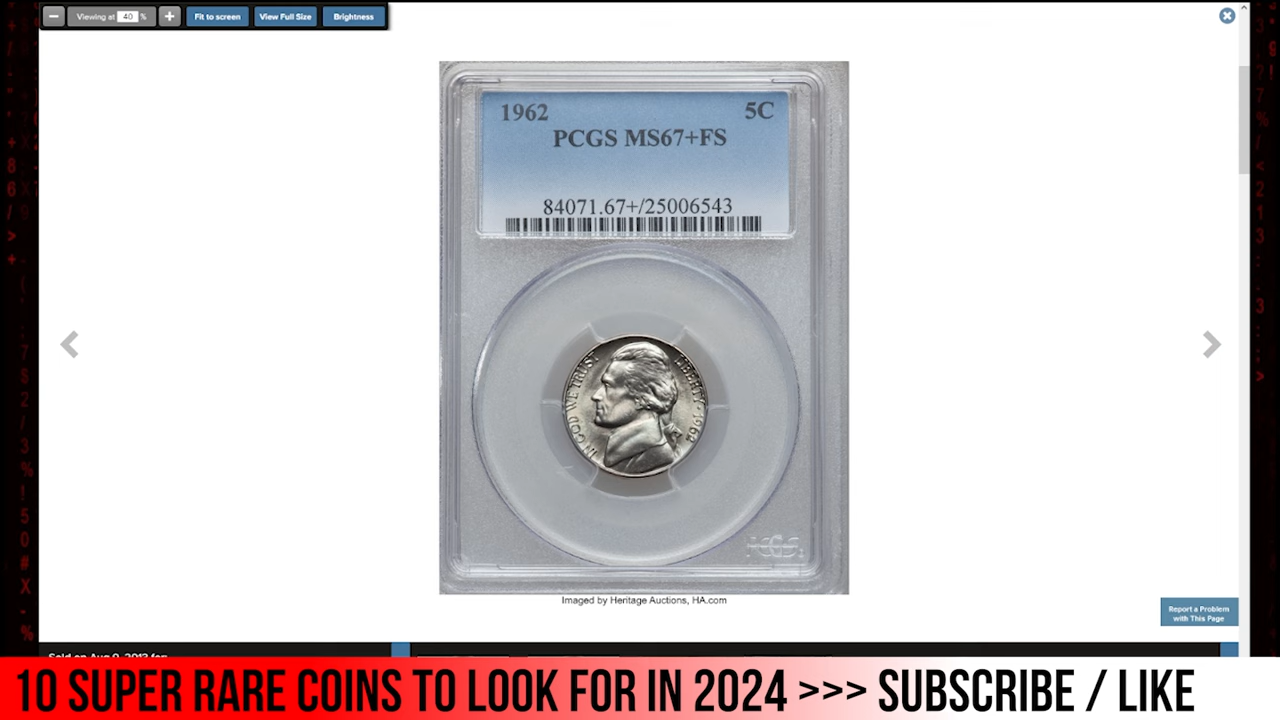 Viewing at 40 %
Fit to screen
View Full Size
Brightness
1962 5C
PCGS MS67+FS
84071.67+/25006543
IN GOD WE TRUST
LIBERTY 1962
PCGS
Imaged by Heritage Auctions, HA.com
Report a Problem
with This Page
10 SUPER RARE COINS TO LOOK FOR IN 2024 >>> SUBSCRIBE / LIKE